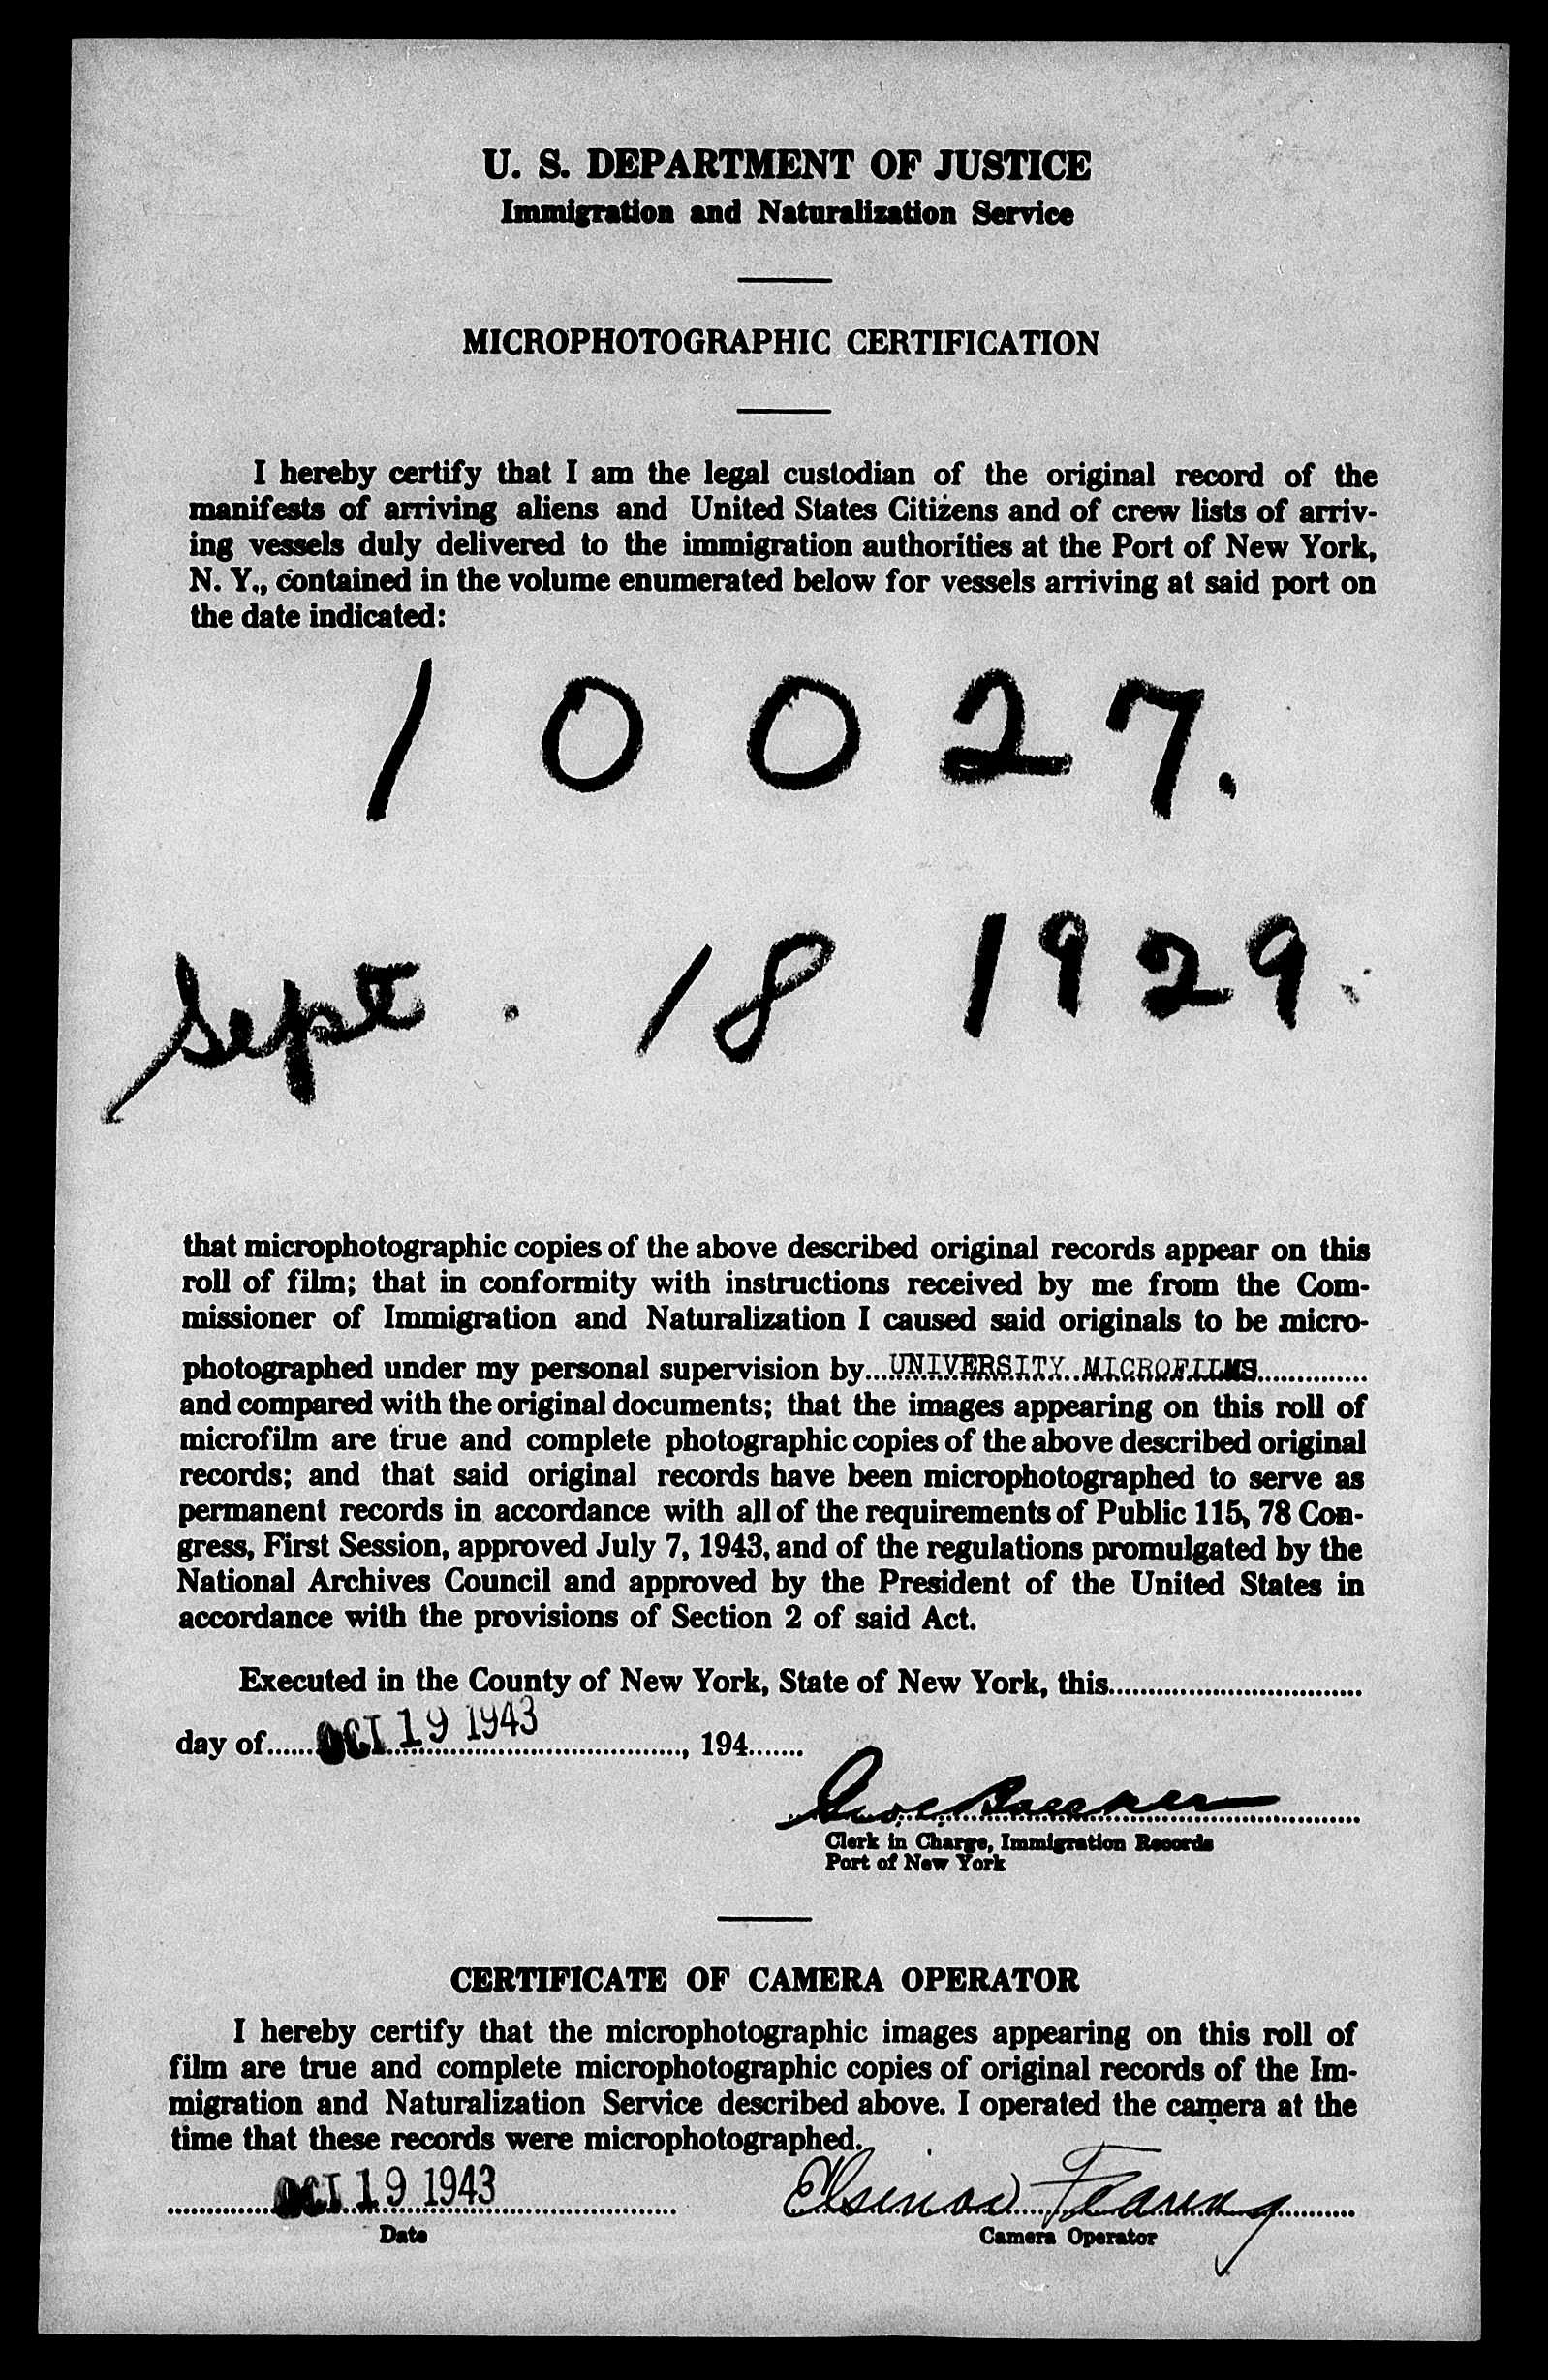 U. S. DEPARTMENT OF JUSTICE
Immigration and Naturalization Service
MICROPHOTOGRAPHIC CERTIFICATION
I hereby certify that I am the legal custodian of the original record of the
manifests of arriving aliens and United States Citizens and of crew lists of arriv-
ing vessels duly delivered to the immigration authorities at the Port of New York,
N. Y., contained in the volume enumerated below for vessels arriving at said port on
the date indicated:
10027.
Sept. 18 1929.
that microphotographic copies of the above described original records appear on this
roll of film; that in conformity with instructions received by me from the Com-
missioner of Immigration and Naturalization I caused said originals to be micro-
photographed under my personal supervision by...UNIVERSITY MICROFILMS...............
and compared with the original documents; that the images appearing on this roll of
microfilm are true and complete photographic copies of the above described original
records; and that said original records have been microphotographed to serve as
permanent records in accordance with all of the requirements of Public 115, 78 Con-
gress, First Session, approved July 7, 1943, and of the regulations promulgated by the
National Archives Council and approved by the President of the United States in
accordance with the provisions of Section 2 of said Act.
Executed in the County of New York, State of New York, this................................
day of......OCT 19 1943..................................., 194.......
Clerk in Charge, Immigration Records
Port of New York
CERTIFICATE OF CAMERA OPERATOR
I hereby certify that the microphotographic images appearing on this roll of
film are true and complete microphotographic copies of original records of the Im-
migration and Naturalization Service described above. I operated the camera at the
time that these records were microphotographed.
OCT 19 1943
Date
Camera Operator